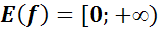 E(f) = [0; +∞)